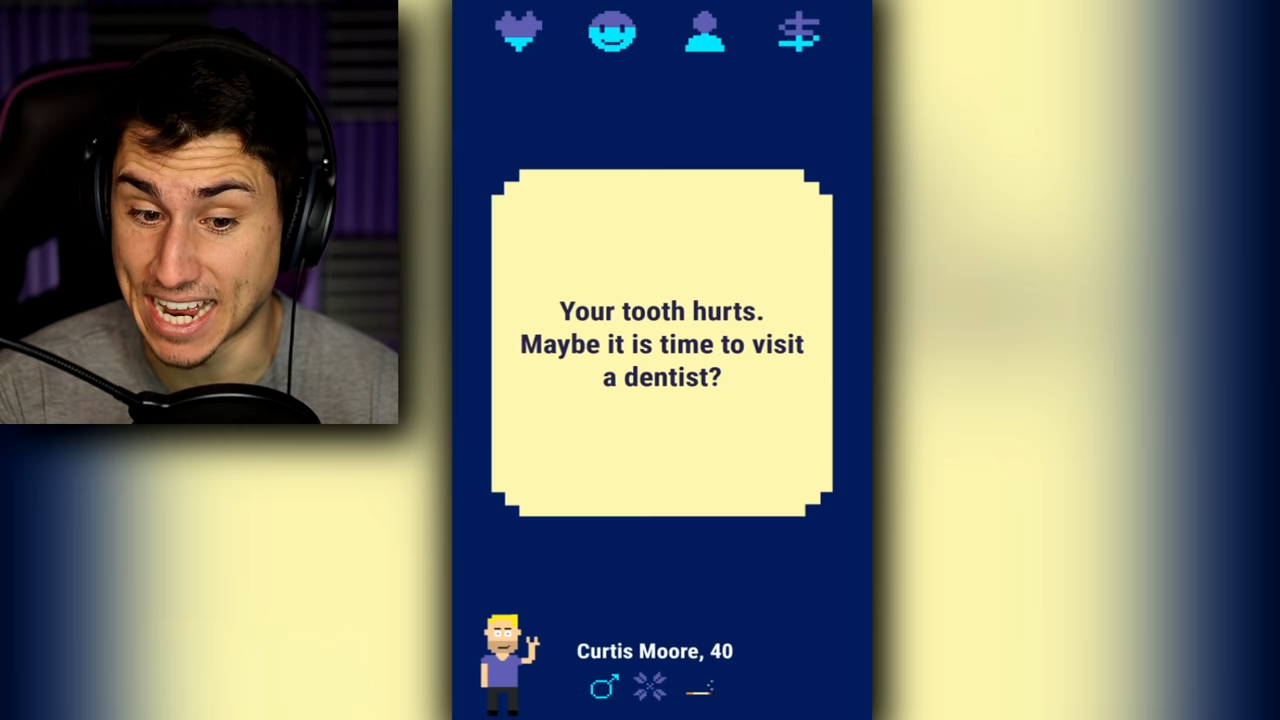 Your tooth hurts.
Maybe it is time to visit
a dentist?
Curtis Moore, 40